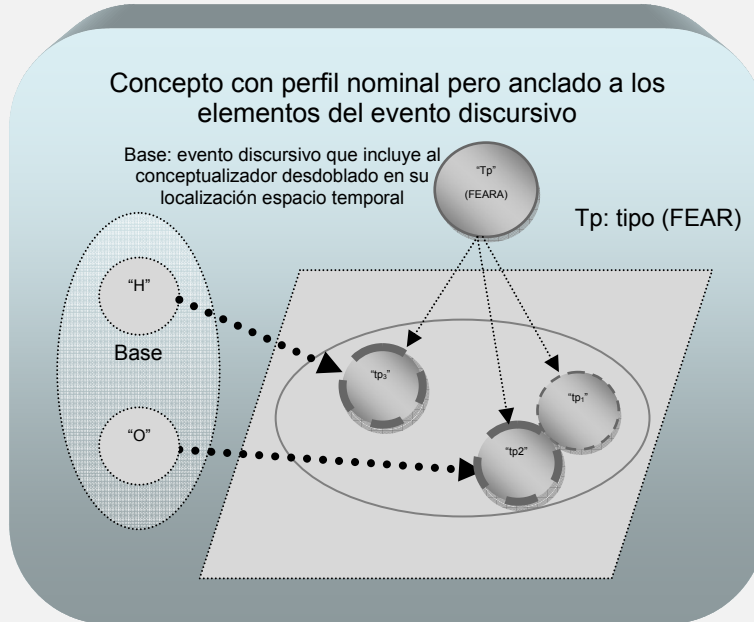 Concepto con perfil nominal pero anclado a los
elementos del evento discursivo
Base: evento discursivo que incluye al
conceptualizador desdoblado en su
localización espacio temporal
“Tp”
(FEARA)
Tp: tipo (FEAR)
“H”
Base
“O”
“tp₃”
“tp₁”
“tp2”